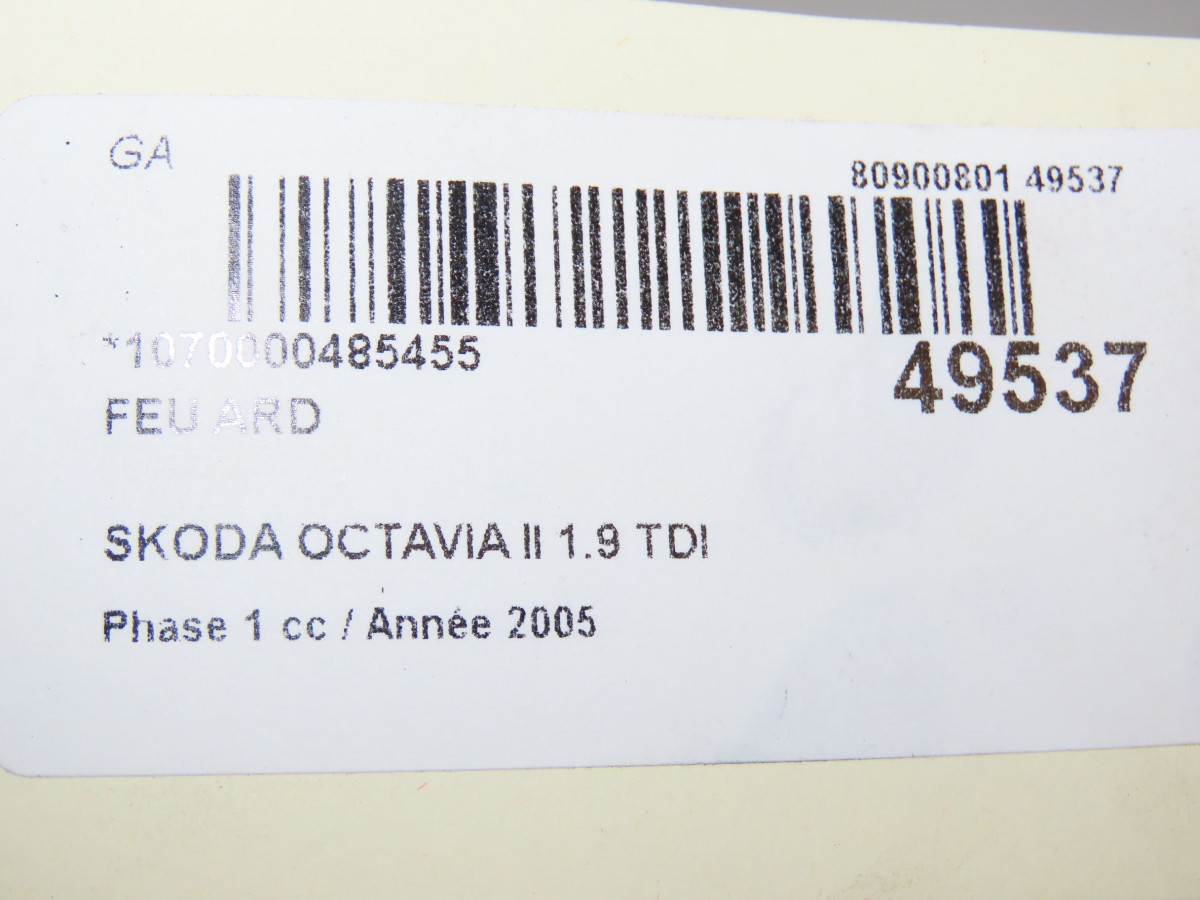 GA
80900801 49537
*1070000485455
49537
FEU ARD
SKODA OCTAVIA II 1.9 TDI
Phase 1 cc / Année 2005